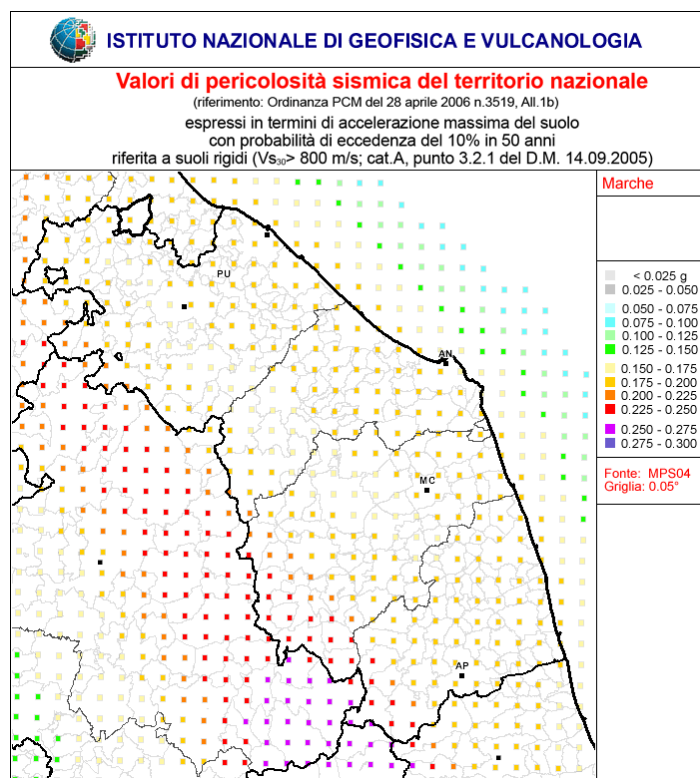 ISTITUTO NAZIONALE DI GEOFISICA E VULCANOLOGIA
Valori di pericolosità sismica del territorio nazionale
(riferimento: Ordinanza PCM del 28 aprile 2006 n.3519, All.1b)
espressi in termini di accelerazione massima del suolo
con probabilità di eccedenza del 10% in 50 anni
riferita a suoli rigidi (Vs₃₀> 800 m/s; cat.A, punto 3.2.1 del D.M. 14.09.2005)
Marche
< 0.025 g
0.025 - 0.050
0.050 - 0.075
0.075 - 0.100
0.100 - 0.125
0.125 - 0.150
0.150 - 0.175
0.175 - 0.200
0.200 - 0.225
0.225 - 0.250
0.250 - 0.275
0.275 - 0.300
Fonte: MPS04
Griglia: 0.05°
PU
AN
MC
AP